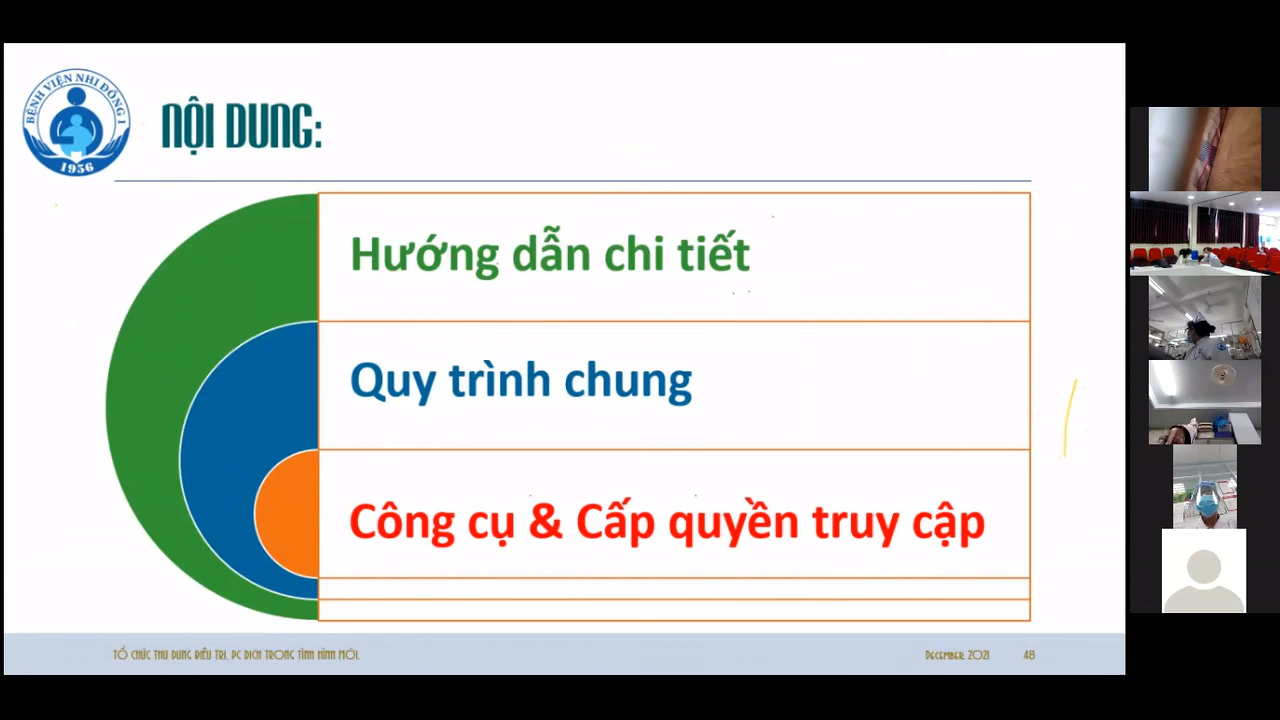 BỆNH VIỆN NHI ĐỒNG 1
1956
NỘI DUNG:
Hướng dẫn chi tiết
Quy trình chung
Công cụ & Cấp quyền truy cập
TỔ CHỨC THU DUNG ĐIỀU TRỊ, PC DỊCH TRONG TÌNH HÌNH MỚI.
December, 2021
48